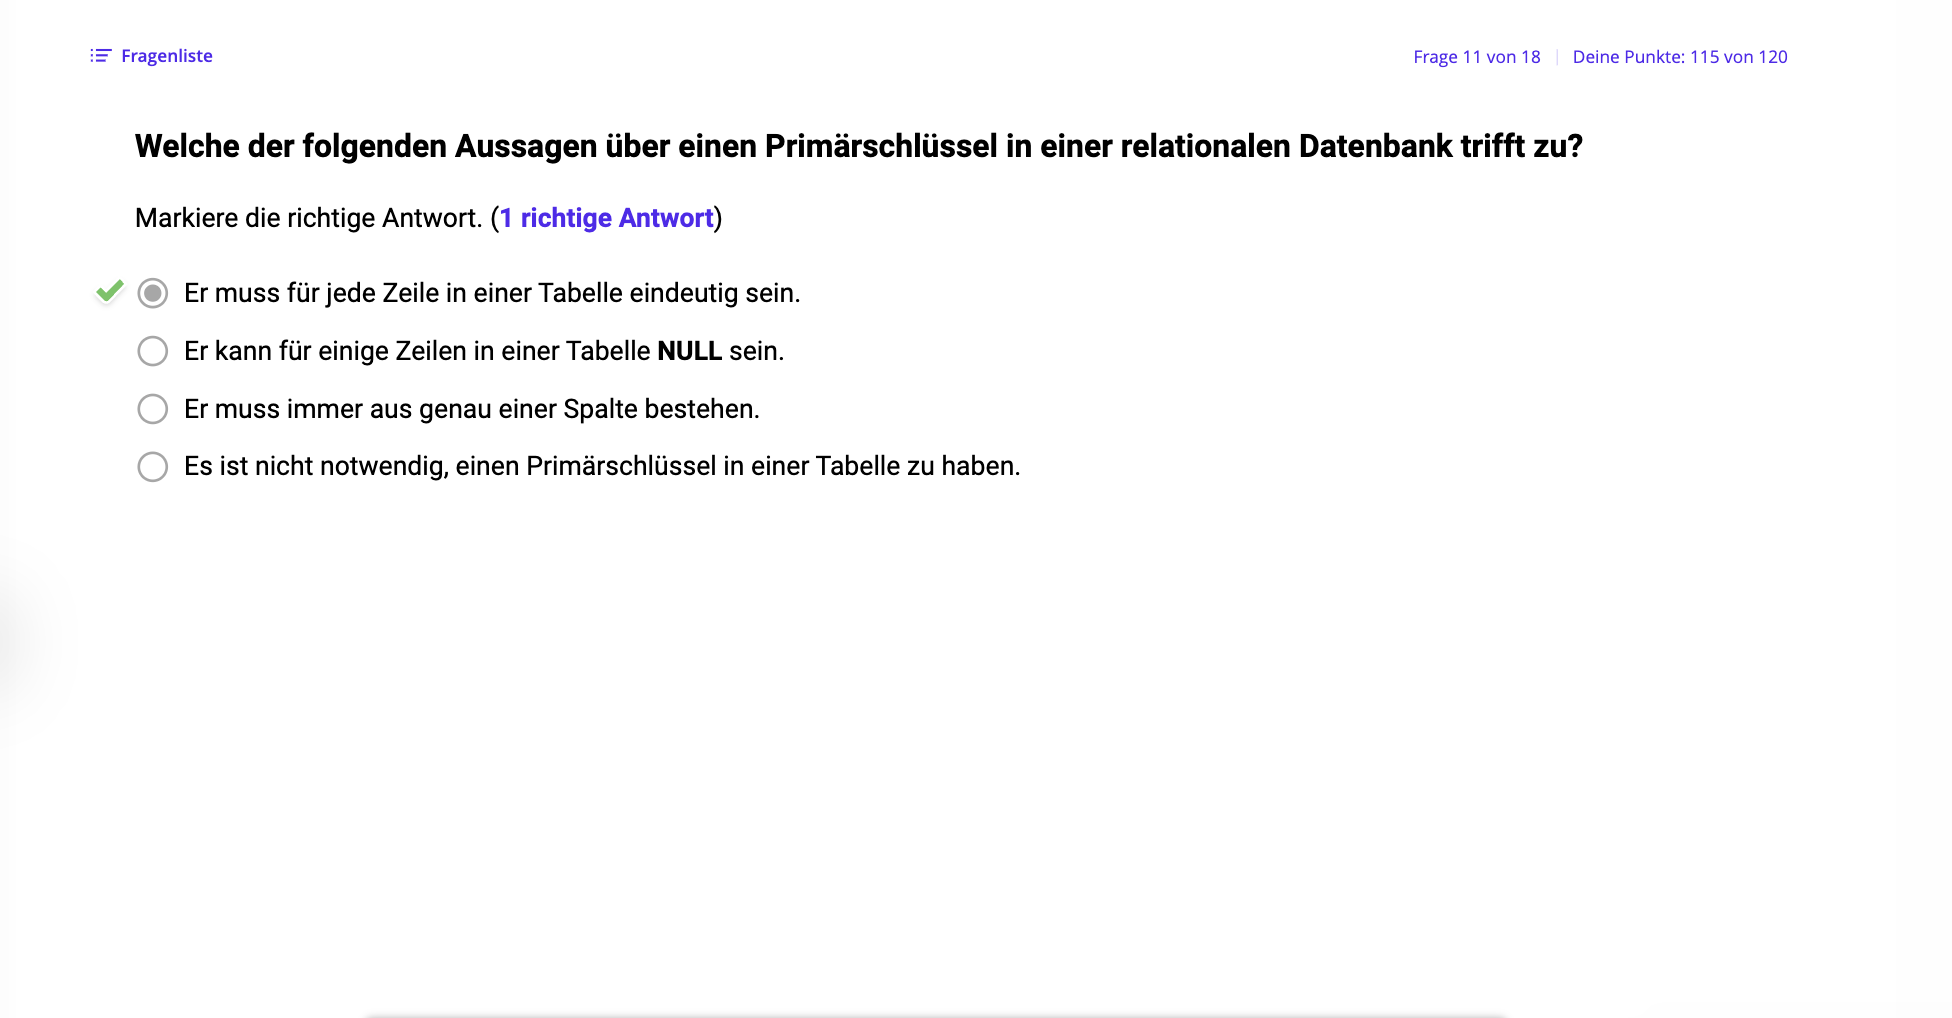 Fragenliste
Frage 11 von 18 | Deine Punkte: 115 von 120
Welche der folgenden Aussagen über einen Primärschlüssel in einer relationalen Datenbank trifft zu?
Markiere die richtige Antwort. (1 richtige Antwort)
Er muss für jede Zeile in einer Tabelle eindeutig sein.
Er kann für einige Zeilen in einer Tabelle NULL sein.
Er muss immer aus genau einer Spalte bestehen.
Es ist nicht notwendig, einen Primärschlüssel in einer Tabelle zu haben.